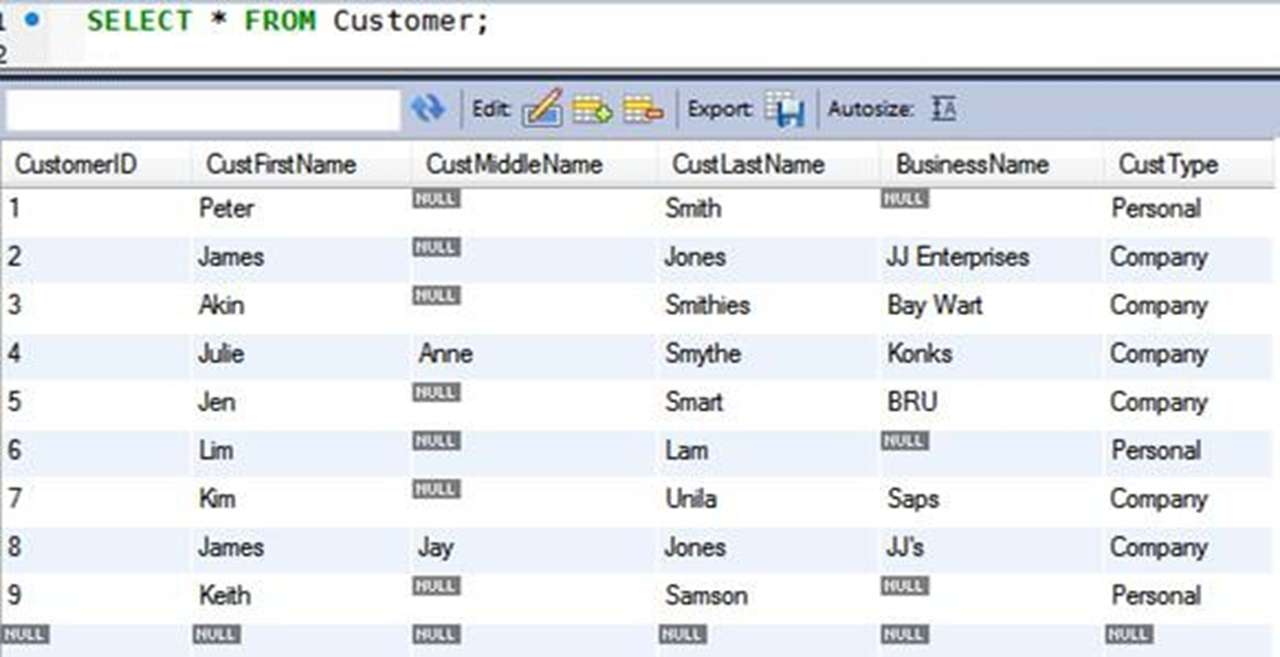 1 SELECT * FROM Customer;
2
Edit: Export: Autosize: A
CustomerID CustFirstName CustMiddleName CustLastName BusinessName CustType
1 Peter NULL Smith NULL Personal
2 James NULL Jones JJ Enterprises Company
3 Akin NULL Smithies Bay Wart Company
4 Julie Anne Smythe Konks Company
5 Jen NULL Smart BRU Company
6 Lim NULL Lam NULL Personal
7 Kim NULL Unila Saps Company
8 James Jay Jones JJ's Company
9 Keith NULL Samson NULL Personal
NULL NULL NULL NULL NULL NULL